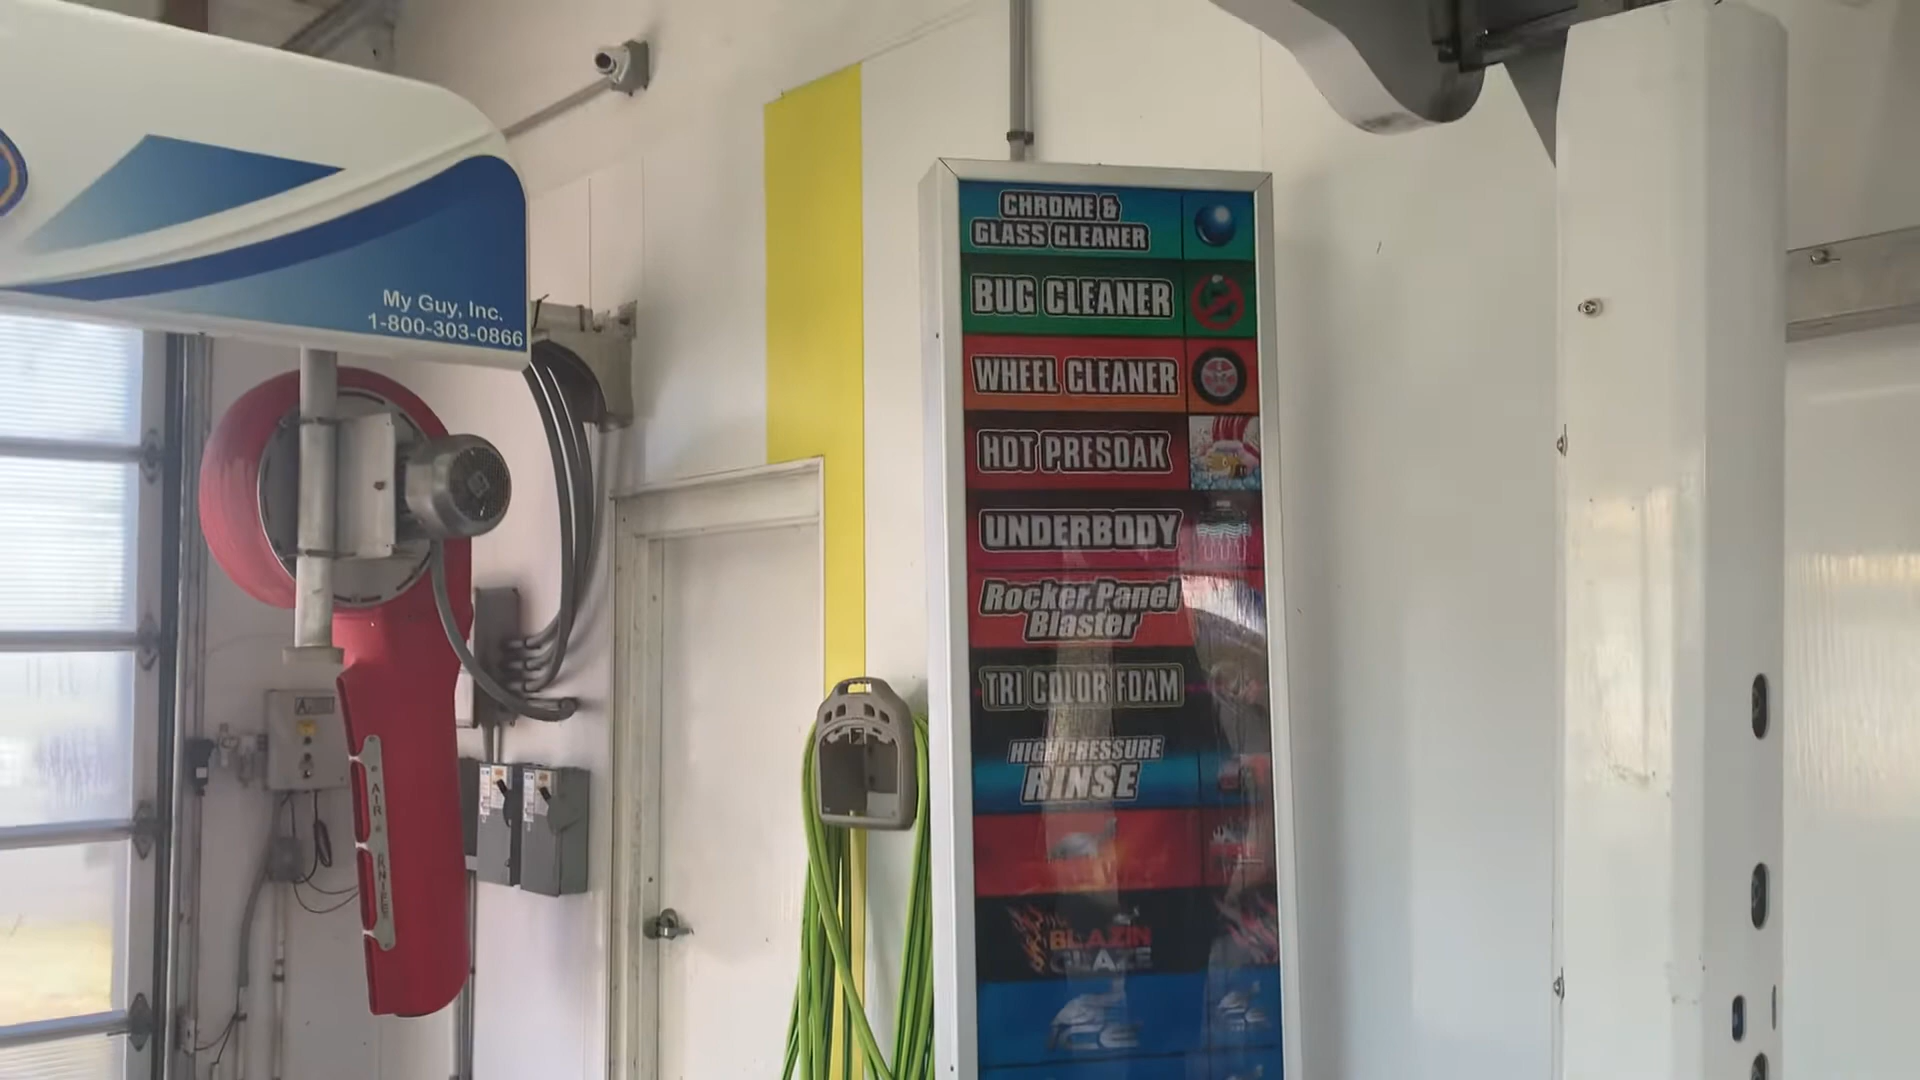 My Guy, Inc.
1-800-303-0866
AIR
KNIFE
CHROME &
GLASS CLEANER
BUG CLEANER
WHEEL CLEANER
HOT PRESOAK
UNDERBODY
Rocker Panel
Blaster
TRI COLOR FOAM
HIGH PRESSURE
RINSE
BLAZIN
GLAZE
ICE